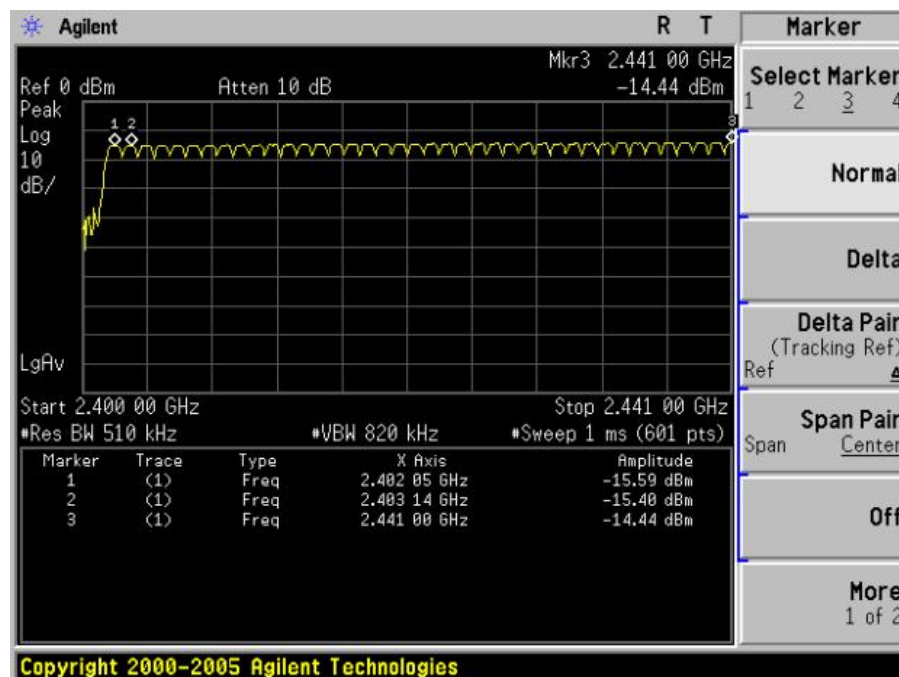 Agilent R T
Mkr3 2.441 00 GHz
Ref 0 dBm Atten 10 dB -14.44 dBm
Peak
Log
10
dB/
1 2 3
LgAv
Start 2.400 00 GHz Stop 2.441 00 GHz
#Res BW 510 kHz #VBW 820 kHz #Sweep 1 ms (601 pts)
Marker Trace Type X Axis Amplitude
1 (1) Freq 2.402 05 GHz -15.59 dBm
2 (1) Freq 2.403 14 GHz -15.40 dBm
3 (1) Freq 2.441 00 GHz -14.44 dBm
Copyright 2000-2005 Agilent Technologies
Marker
Select Marker
1 2 3 4
Normal
Delta
Delta Pair
(Tracking Ref)
Ref Δ
Span Pair
Span Center
Off
More
1 of 2